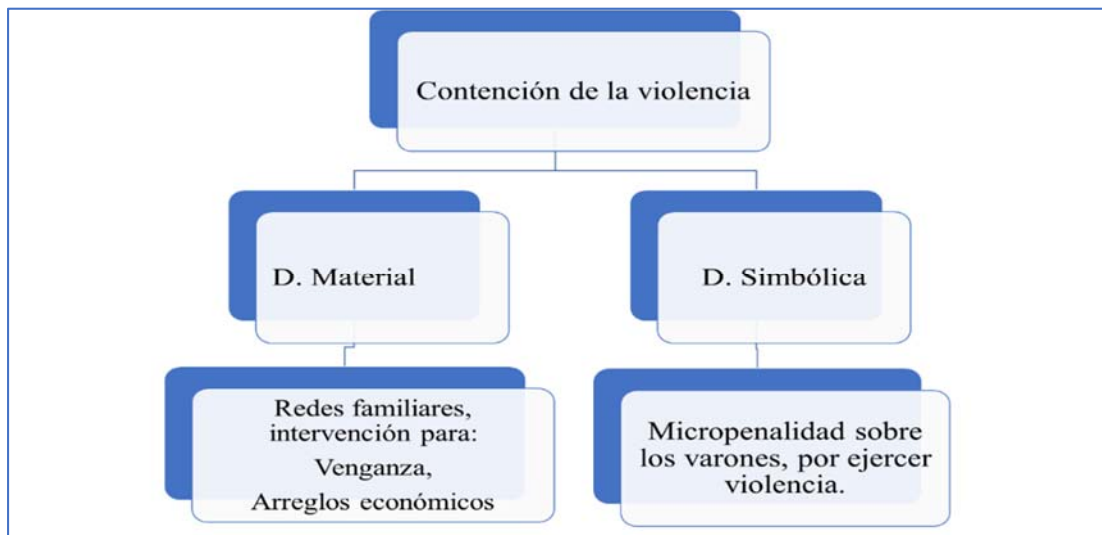 Contención de la violencia
D. Material
D. Simbólica
Redes familiares,
intervención para:
Venganza,
Arreglos económicos
Micropenalidad sobre
los varones, por ejercer
violencia.